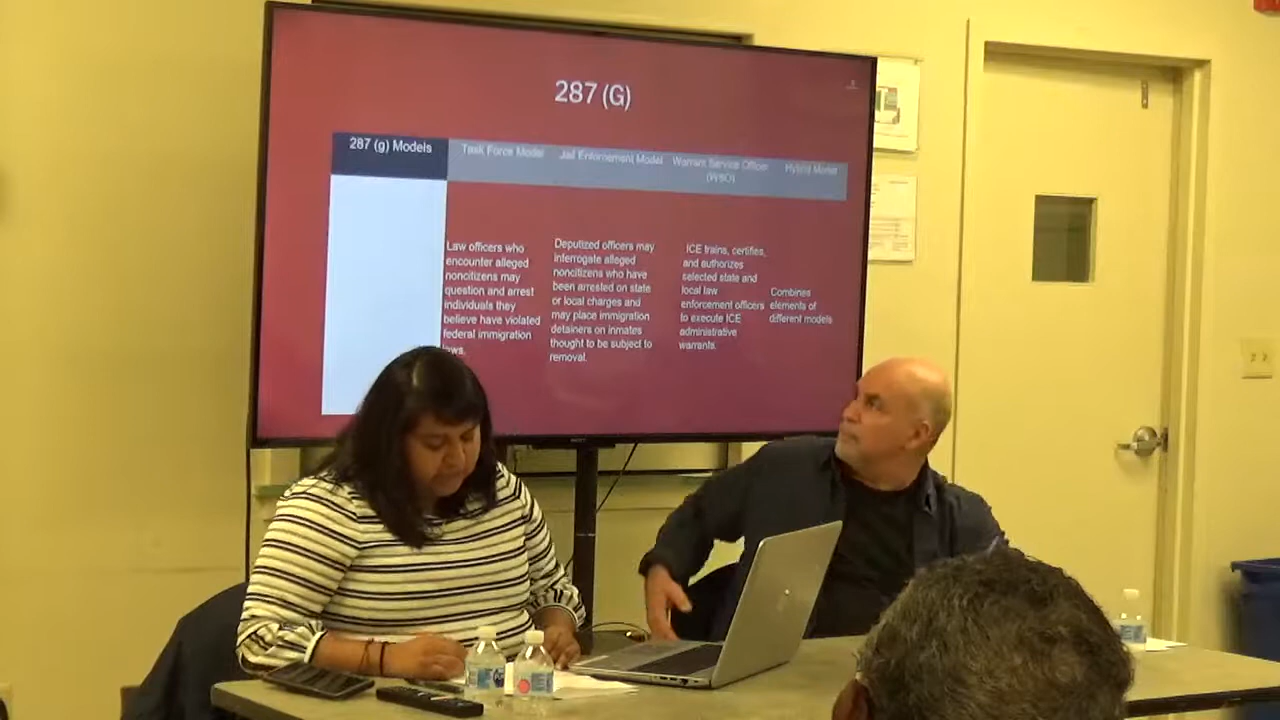 287 (G)
287 (g) Models
Task Force Model
Jail Enforcement Model
Warrant Service Officer
(WSO)
Hybrid Model
Law officers who
encounter alleged
noncitizens may
question and arrest
individuals they
believe have violated
federal immigration
laws.
Deputized officers may
interrogate alleged
noncitizens who have
been arrested on state
or local charges and
may place immigration
detainers on inmates
thought to be subject to
removal.
ICE trains, certifies,
and authorizes
selected state and
local law
enforcement officers
to execute ICE
administrative
warrants.
Combines
elements of
different models